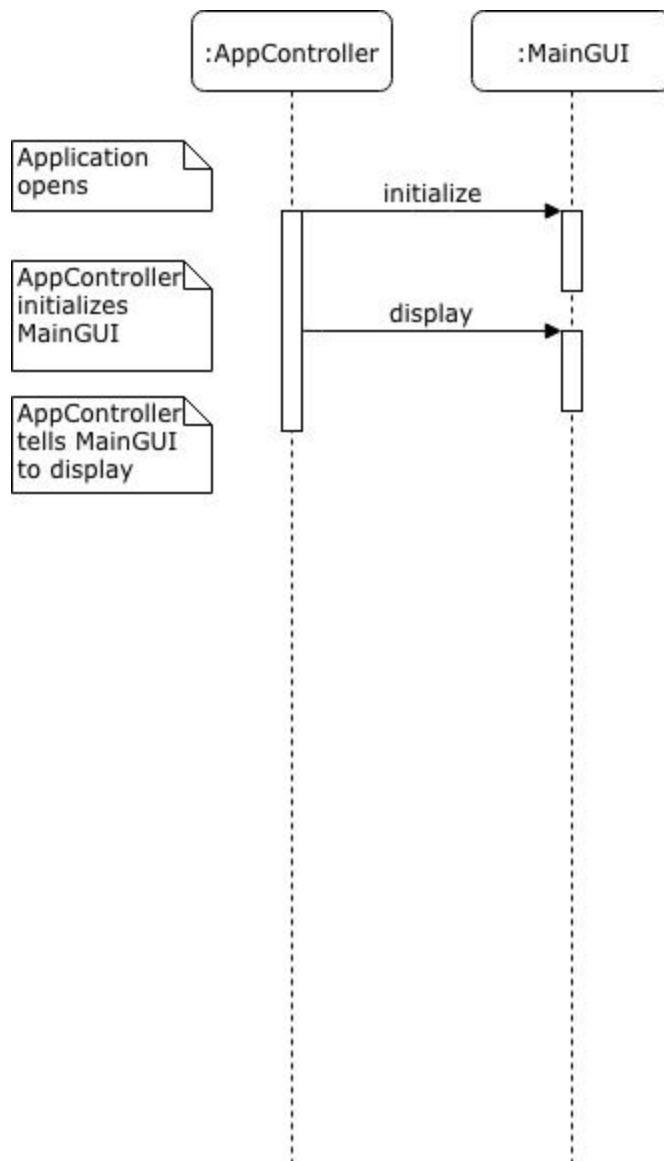 :AppController
:MainGUI
Application
opens
initialize
AppController
initializes
MainGUI
display
AppController
tells MainGUI
to display